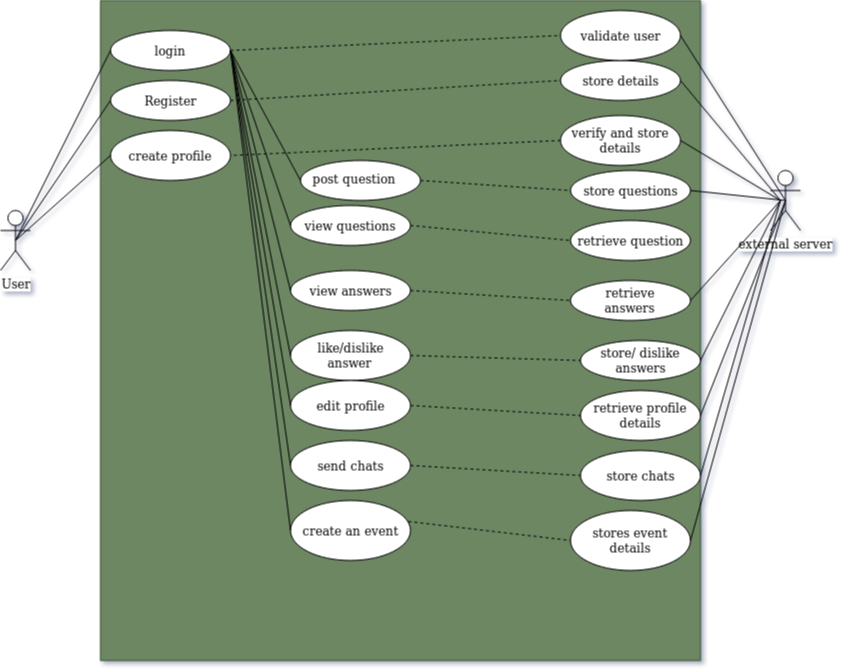 login
validate user
Register
store details
create profile
verify and store
details
post question
store questions
view questions
retrieve question
external server
User
view answers
retrieve
answers
like/dislike
answer
store/ dislike
answers
edit profile
retrieve profile
details
send chats
store chats
create an event
stores event
details